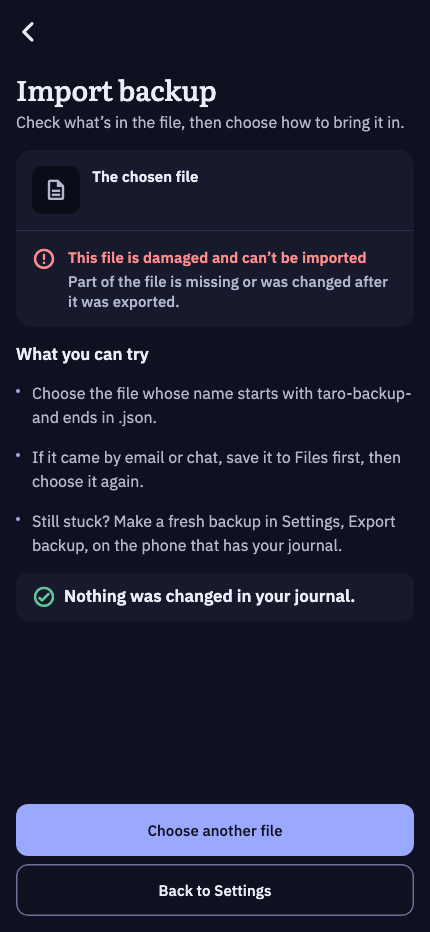 Import backup
Check what’s in the file, then choose how to bring it in.
The chosen file
This file is damaged and can’t be imported
Part of the file is missing or was changed after
it was exported.
What you can try
• Choose the file whose name starts with taro-backup-
and ends in .json.
• If it came by email or chat, save it to Files first, then
choose it again.
• Still stuck? Make a fresh backup in Settings, Export
backup, on the phone that has your journal.
Nothing was changed in your journal.
Choose another file
Back to Settings